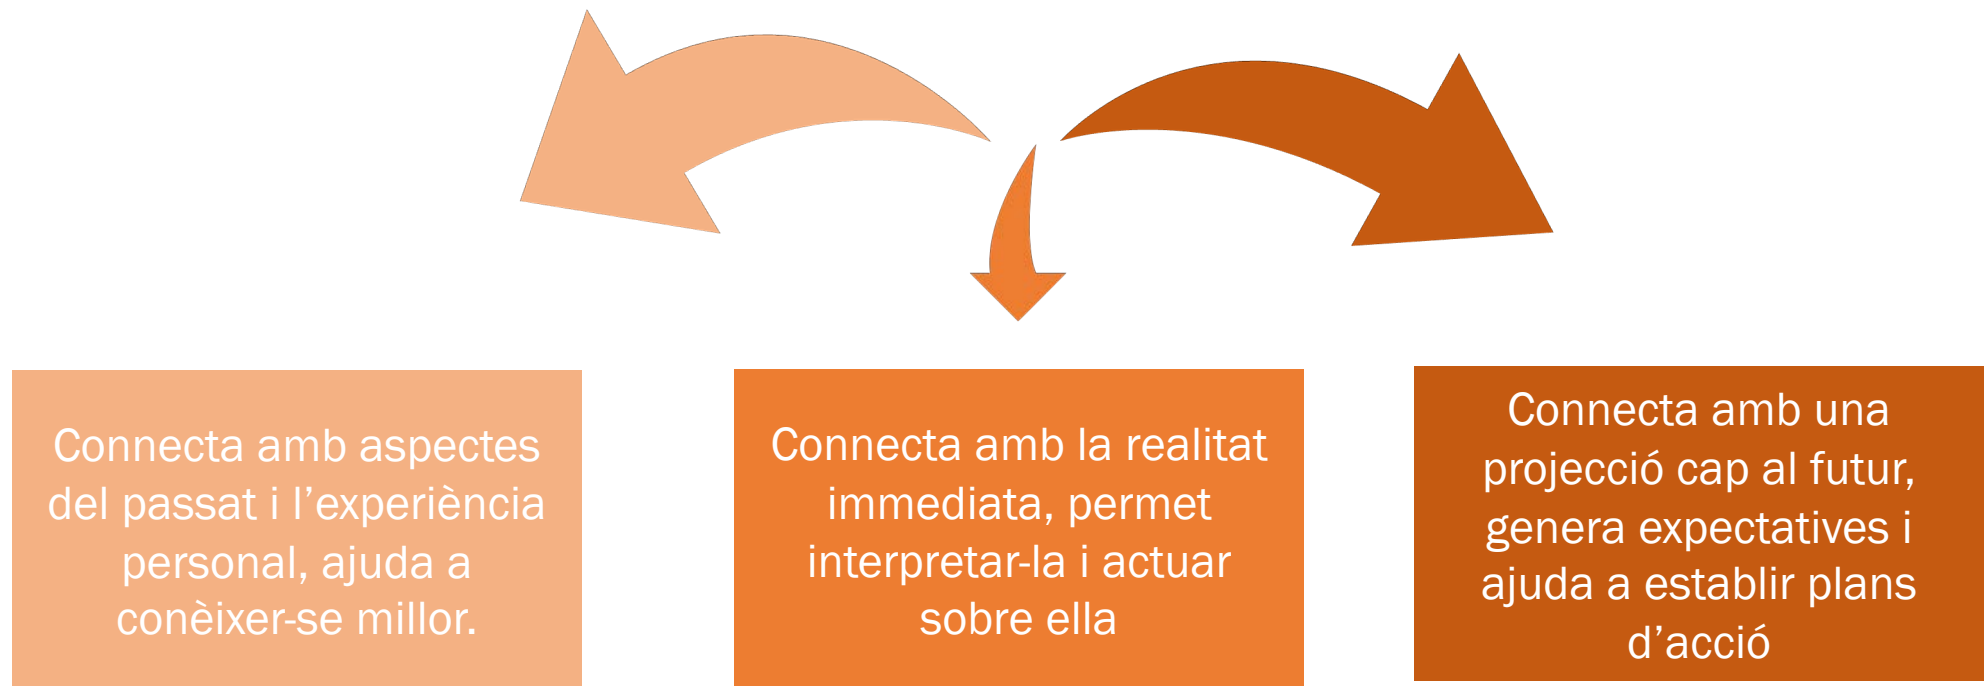 Connecta amb aspectes
del passat i l’experiència
personal, ajuda a
conèixer-se millor.
Connecta amb la realitat
immediata, permet
interpretar-la i actuar
sobre ella
Connecta amb una
projecció cap al futur,
genera expectatives i
ajuda a establir plans
d’acció